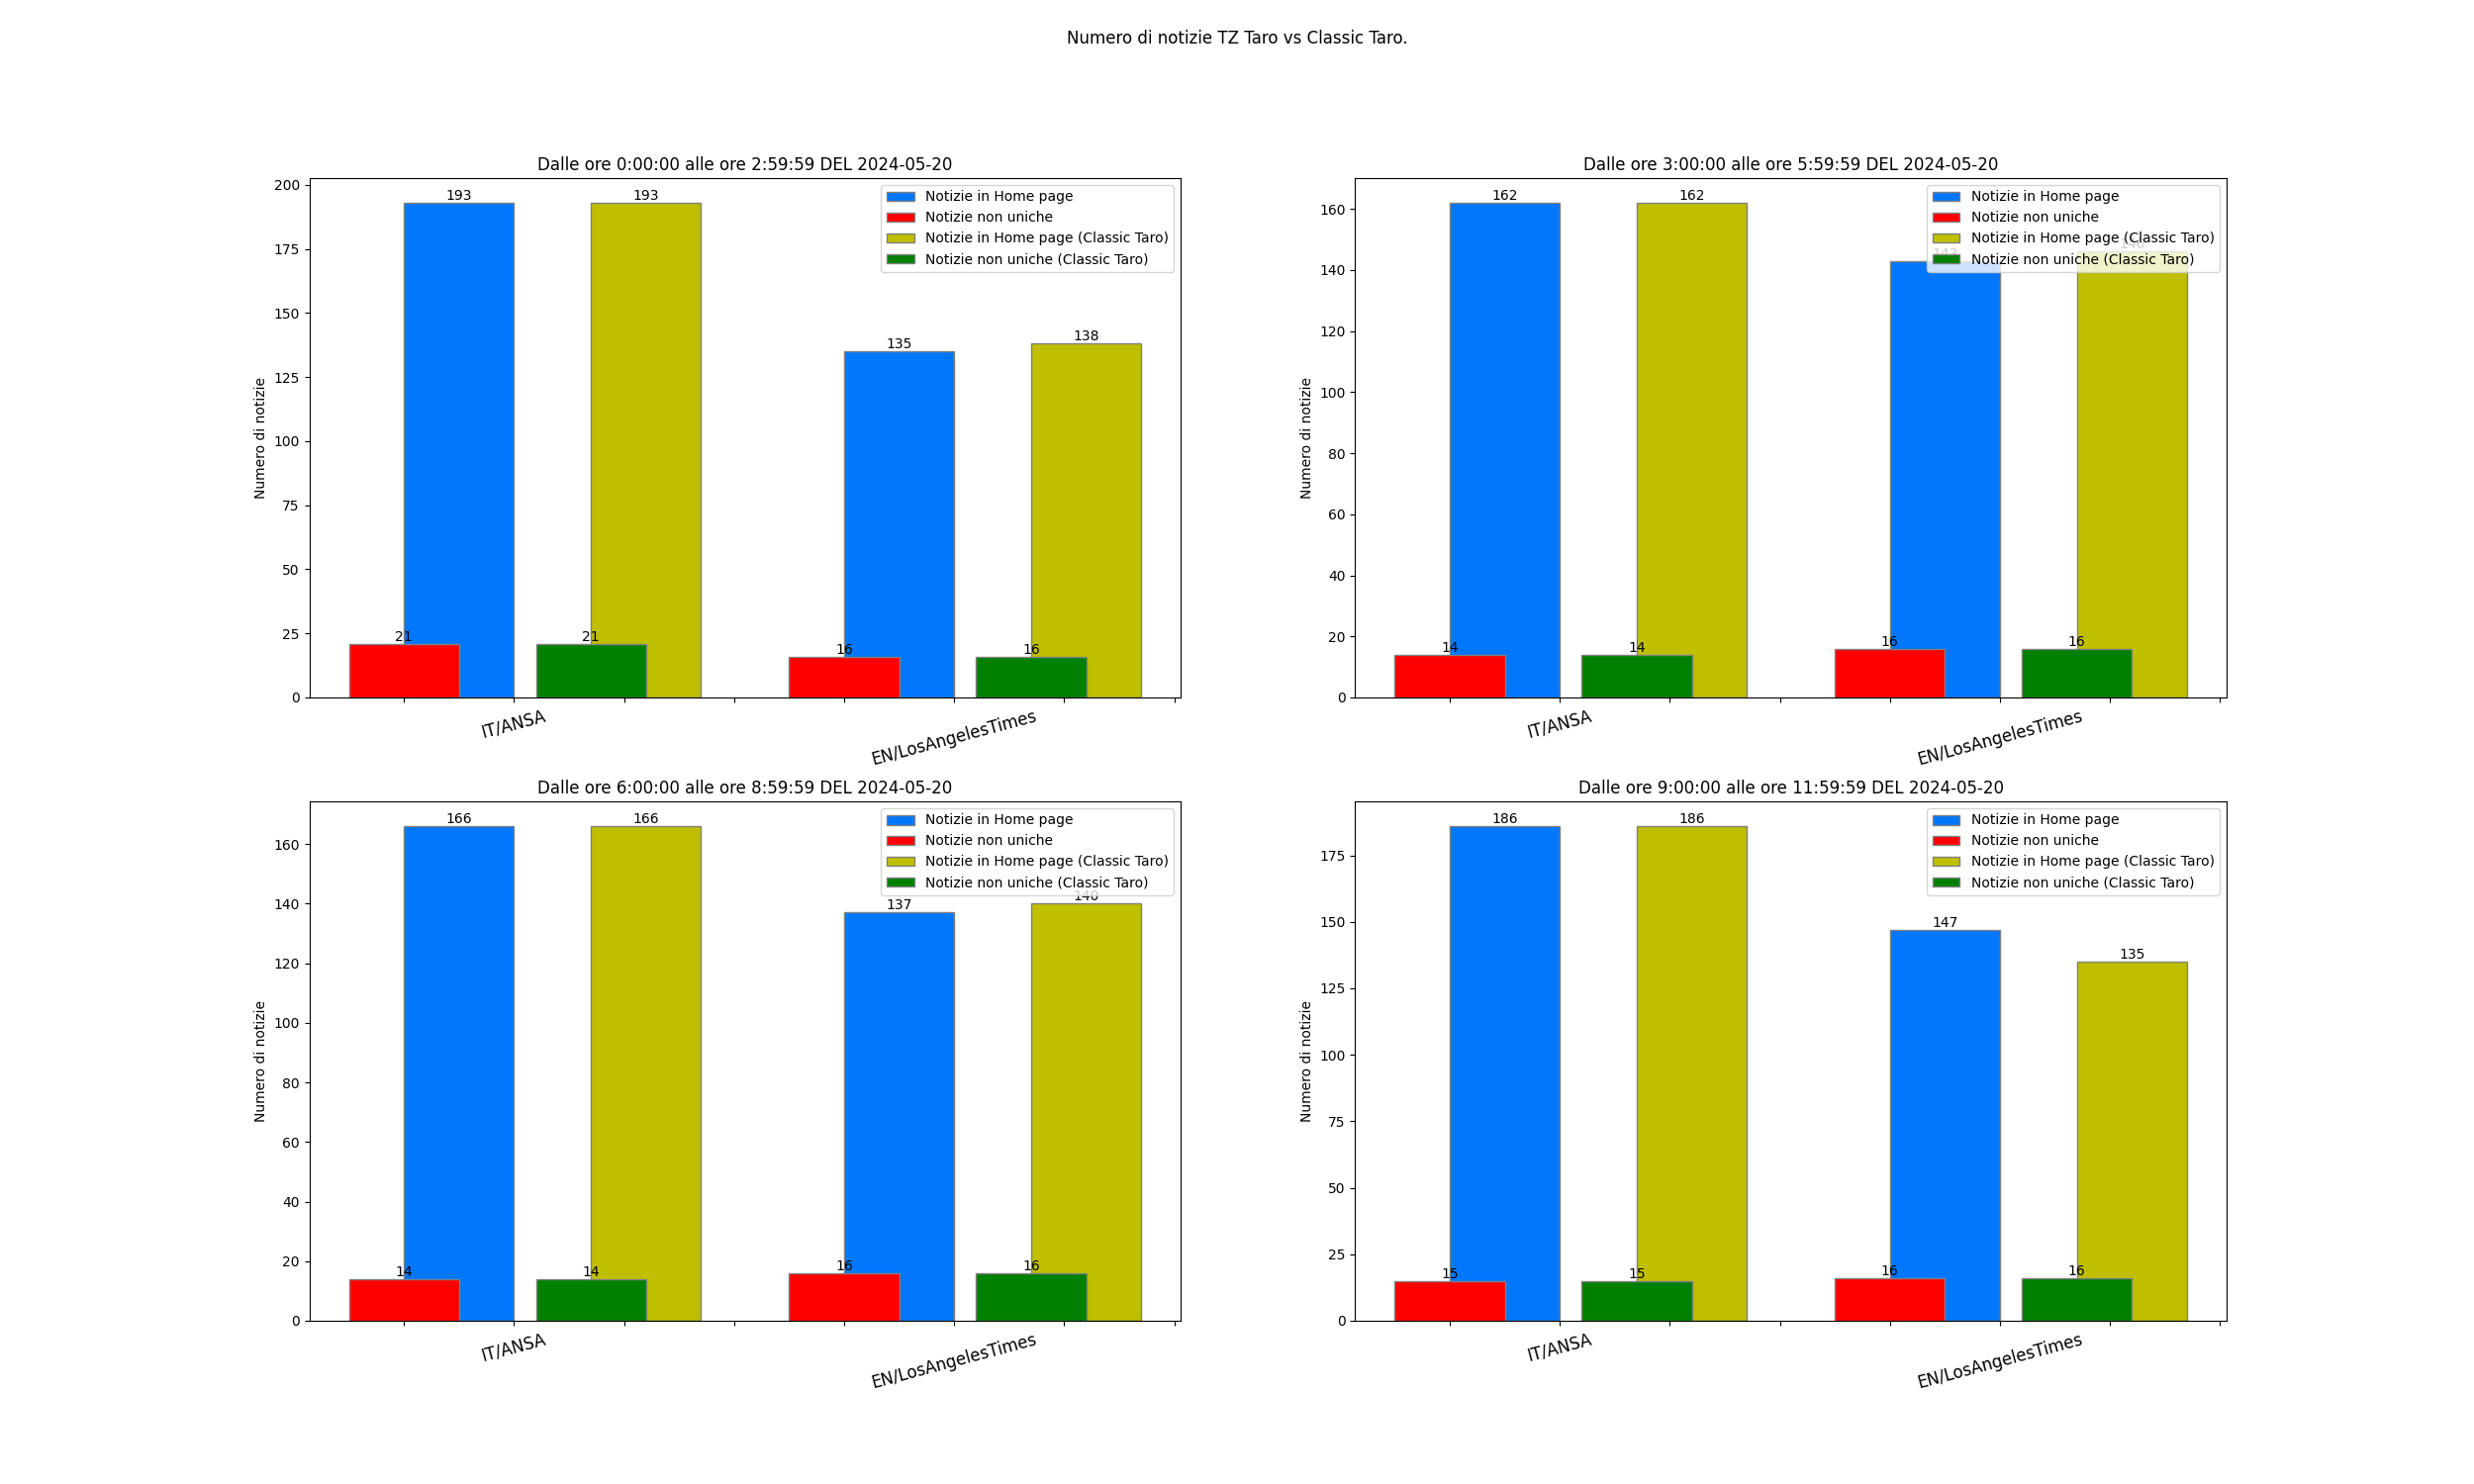 Numero di notizie TZ Taro vs Classic Taro.
Dalle ore 0:00:00 alle ore 2:59:59 DEL 2024-05-20
Numero di notizie
200
175
150
125
100
75
50
25
0
193
193
135
138
21
21
16
16
Notizie in Home page
Notizie non uniche
Notizie in Home page (Classic Taro)
Notizie non uniche (Classic Taro)
IT/ANSA
EN/LosAngelesTimes
Dalle ore 3:00:00 alle ore 5:59:59 DEL 2024-05-20
Numero di notizie
160
140
120
100
80
60
40
20
0
162
162
143
146
14
14
16
16
Notizie in Home page
Notizie non uniche
Notizie in Home page (Classic Taro)
Notizie non uniche (Classic Taro)
IT/ANSA
EN/LosAngelesTimes
Dalle ore 6:00:00 alle ore 8:59:59 DEL 2024-05-20
Numero di notizie
160
140
120
100
80
60
40
20
0
166
166
137
140
14
14
16
16
Notizie in Home page
Notizie non uniche
Notizie in Home page (Classic Taro)
Notizie non uniche (Classic Taro)
IT/ANSA
EN/LosAngelesTimes
Dalle ore 9:00:00 alle ore 11:59:59 DEL 2024-05-20
Numero di notizie
175
150
125
100
75
50
25
0
186
186
147
135
15
15
16
16
Notizie in Home page
Notizie non uniche
Notizie in Home page (Classic Taro)
Notizie non uniche (Classic Taro)
IT/ANSA
EN/LosAngelesTimes